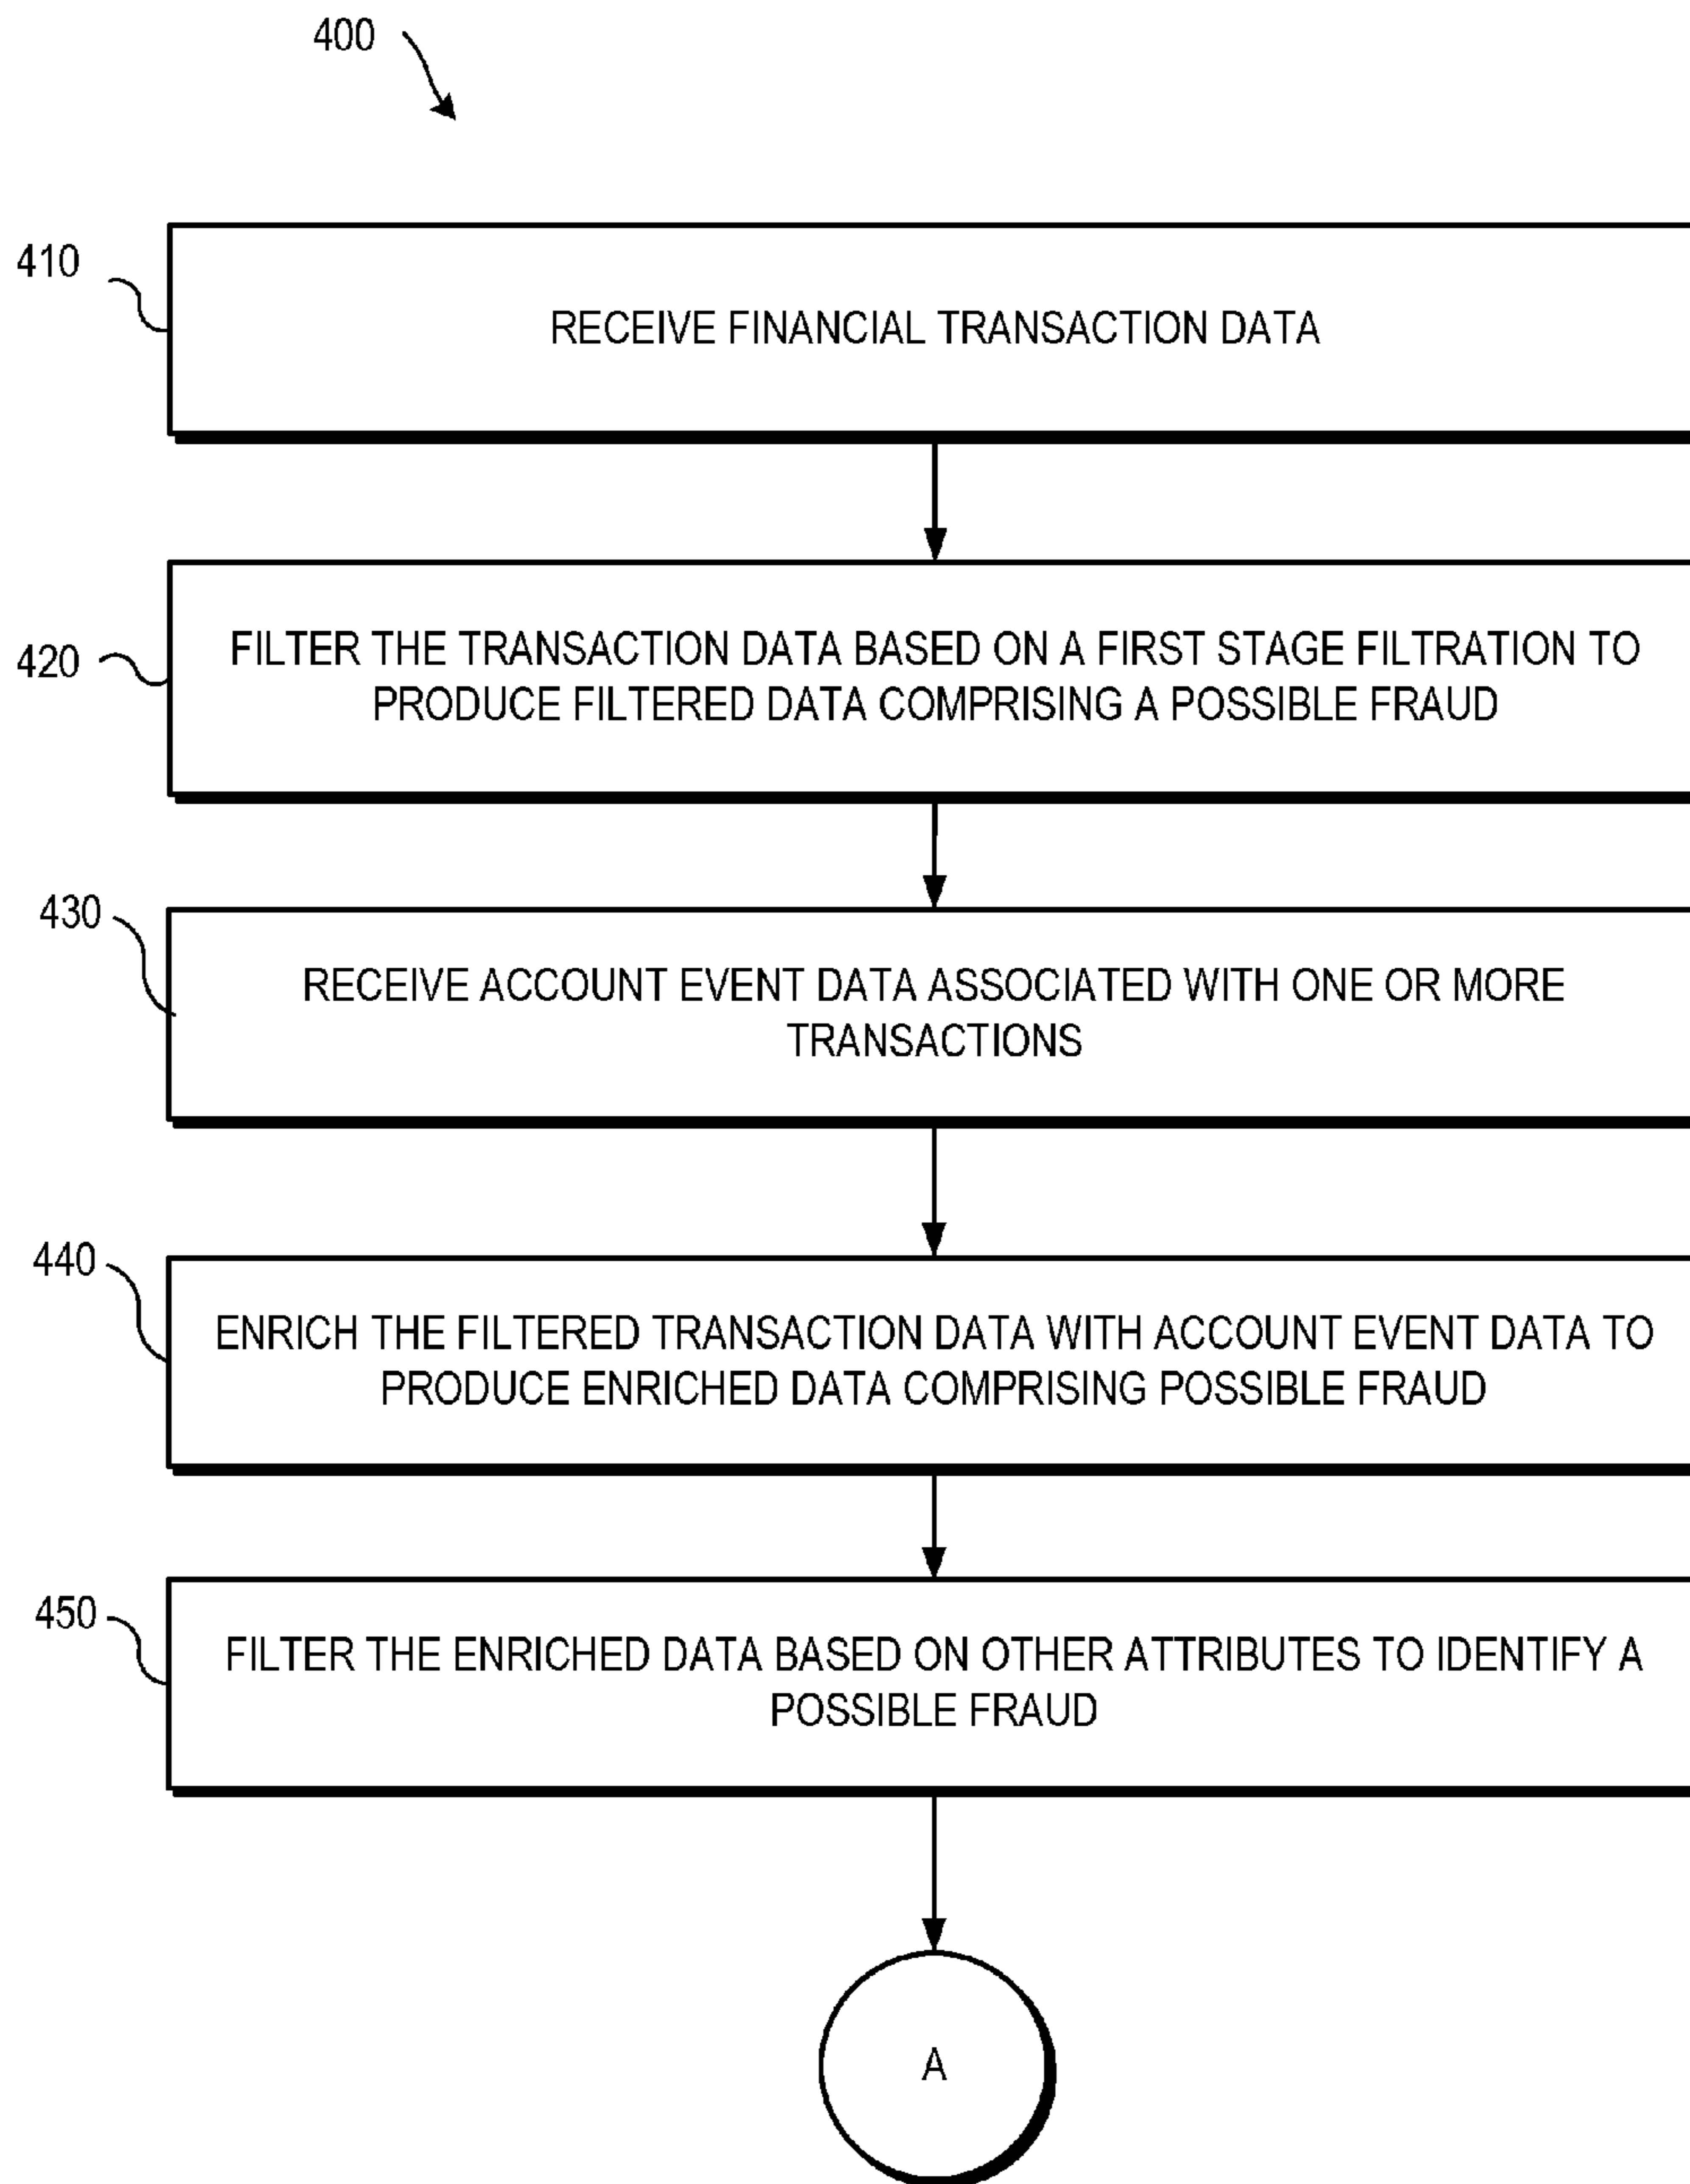 400
410
RECEIVE FINANCIAL TRANSACTION DATA
420
FILTER THE TRANSACTION DATA BASED ON A FIRST STAGE FILTRATION TO
PRODUCE FILTERED DATA COMPRISING A POSSIBLE FRAUD
430
RECEIVE ACCOUNT EVENT DATA ASSOCIATED WITH ONE OR MORE
TRANSACTIONS
440
ENRICH THE FILTERED TRANSACTION DATA WITH ACCOUNT EVENT DATA TO
PRODUCE ENRICHED DATA COMPRISING POSSIBLE FRAUD
450
FILTER THE ENRICHED DATA BASED ON OTHER ATTRIBUTES TO IDENTIFY A
POSSIBLE FRAUD
A